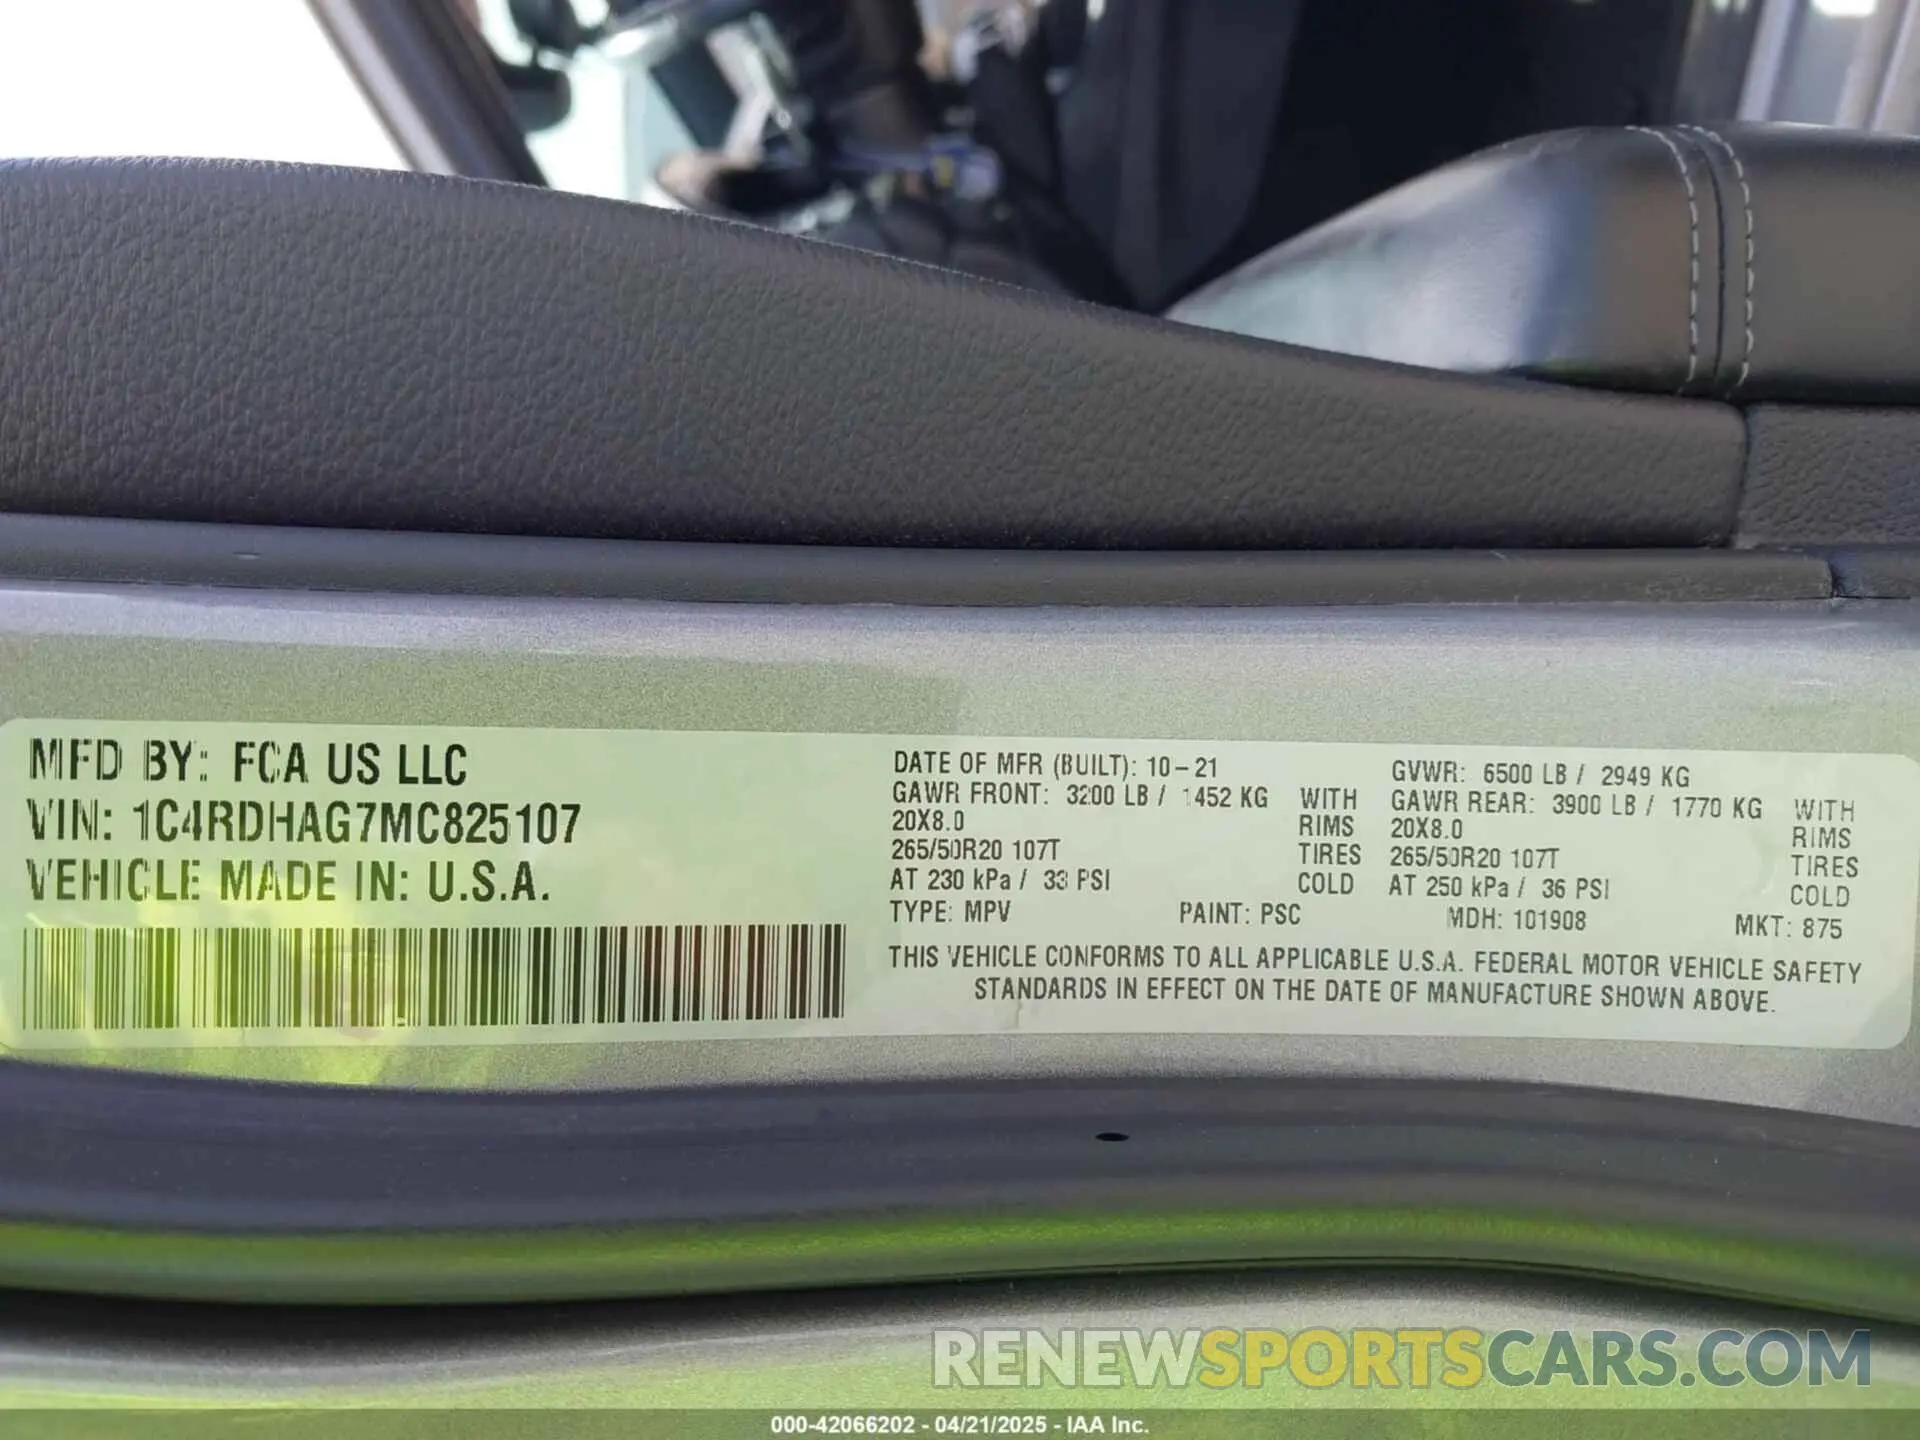 MFD BY: FCA US LLC
VIN: 1C4RDHAG7MC825107
VEHICLE MADE IN: U.S.A.
DATE OF MFR (BUILT): 10-21
GAWR FRONT: 3200 LB / 1452 KG WITH
20X8.0 RIMS
265/50R20 107T TIRES
AT 230 kPa / 33 PSI COLD
GVWR: 6500 LB / 2949 KG
GAWR REAR: 3900 LB / 1770 KG WITH
20X8.0 RIMS
265/50R20 107T TIRES
AT 250 kPa / 36 PSI COLD
TYPE: MPV PAINT: PSC MDH: 101908 MKT: 875
THIS VEHICLE CONFORMS TO ALL APPLICABLE U.S.A. FEDERAL MOTOR VEHICLE SAFETY
STANDARDS IN EFFECT ON THE DATE OF MANUFACTURE SHOWN ABOVE.
RENEWSPORTSCARS.COM
000-42066202 - 04/21/2025 - IAA Inc.